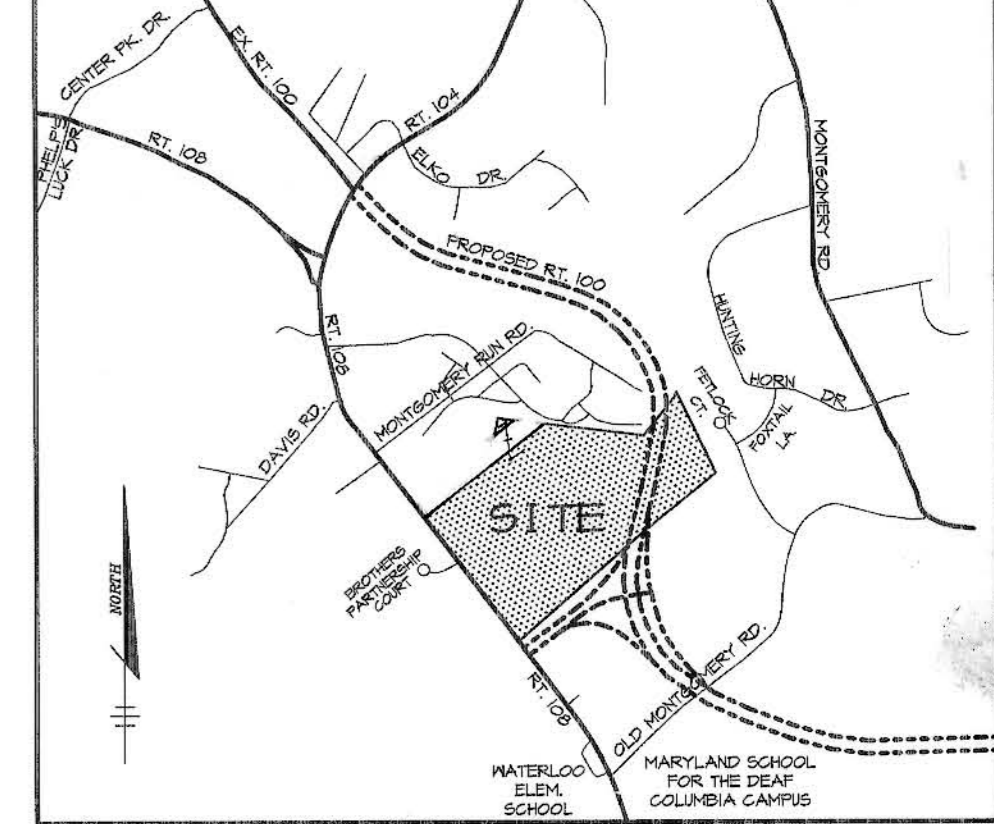 CENTER PK. DR.
EX. RT. 100
RT. 104
PHELP'S
LUCK DR.
RT. 108
ELKO DR.
MONTGOMERY RD
PROPOSED RT. 100
HUNTING
HORN DR.
RT. 108
MONTGOMERY RUN RD.
FETLOCK
CT.
FOXTAIL
LA.
DAVIS RD.
SITE
BROTHERS
PARTNERSHIP
COURT
NORTH
RT. 108
OLD MONTGOMERY RD.
WATERLOO
ELEM.
SCHOOL
MARYLAND SCHOOL
FOR THE DEAF
COLUMBIA CAMPUS